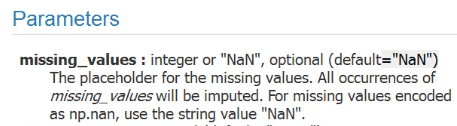 Parameters
missing_values : integer or "NaN", optional (default="NaN")
The placeholder for the missing values. All occurrences of
missing_values will be imputed. For missing values encoded
as np.nan, use the string value "NaN".